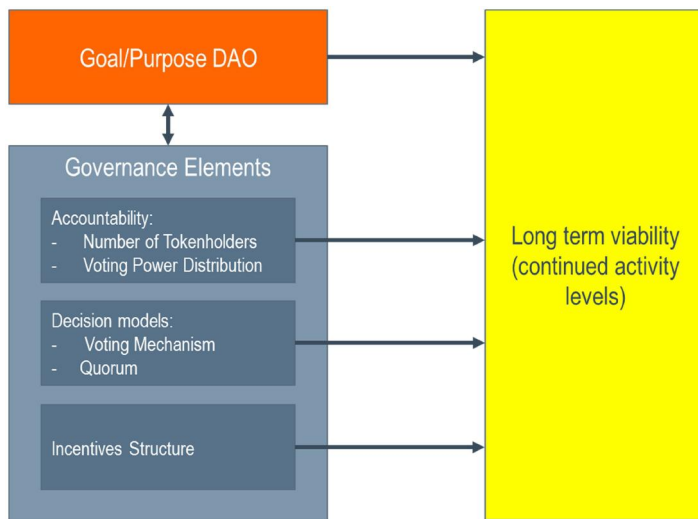 Goal/Purpose DAO
Governance Elements
Accountability:
- Number of Tokenholders
- Voting Power Distribution
Decision models:
- Voting Mechanism
- Quorum
Incentives Structure
Long term viability
(continued activity
levels)